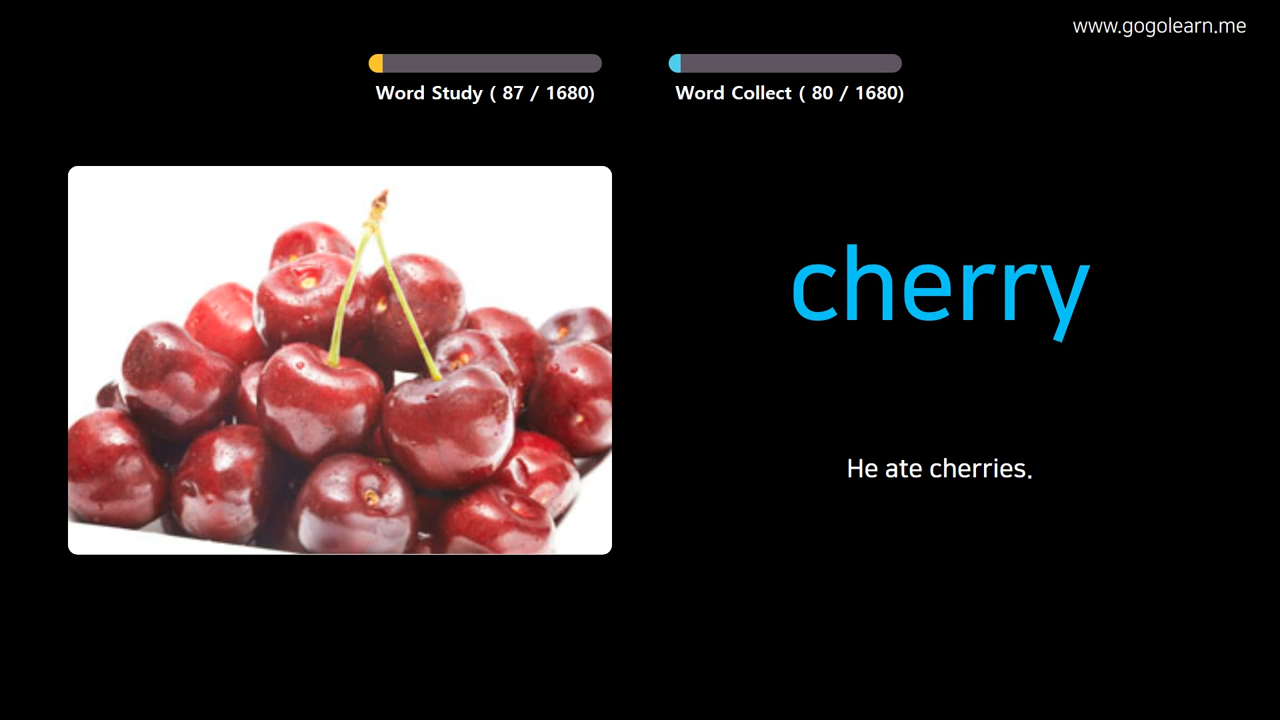 www.gogolearn.me
Word Study ( 87 / 1680)
Word Collect ( 80 / 1680)
cherry
He ate cherries.